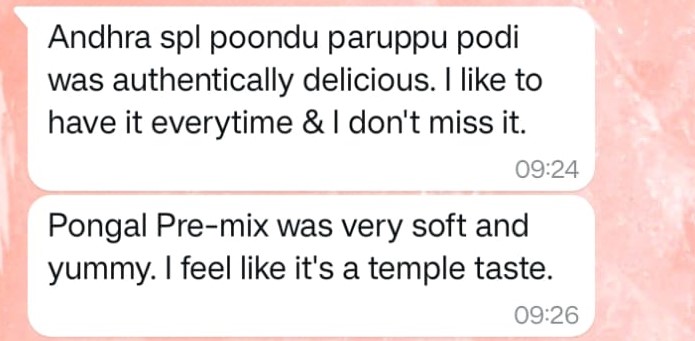 Andhra spl poondu paruppu podi
was authentically delicious. I like to
have it everytime & I don't miss it.
09:24
Pongal Pre-mix was very soft and
yummy. I feel like it's a temple taste.
09:26